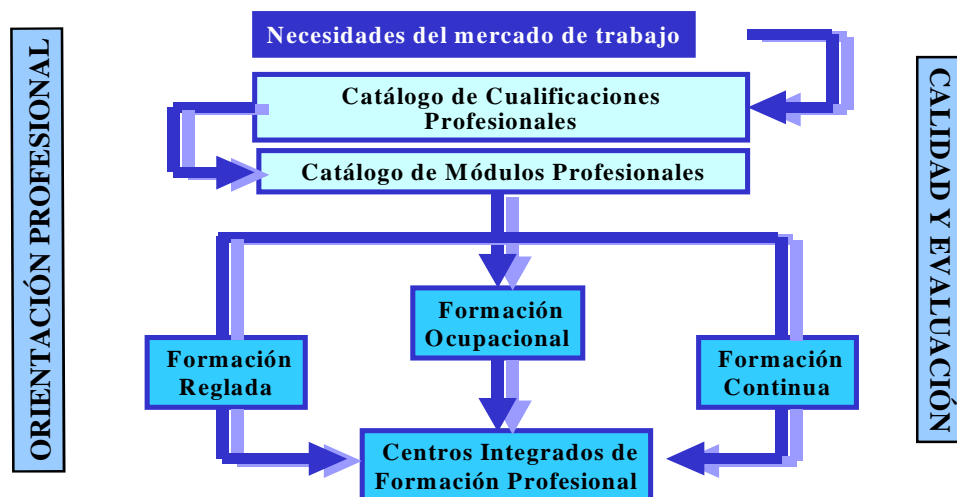 ORIENTACIÓN PROFESIONAL
Necesidades del mercado de trabajo
Catálogo de Cualificaciones
Profesionales
Catálogo de Módulos Profesionales
Formación
Ocupacional
Formación
Reglada
Formación
Continua
Centros Integrados de
Formación Profesional
CALIDAD Y EVALUACIÓN